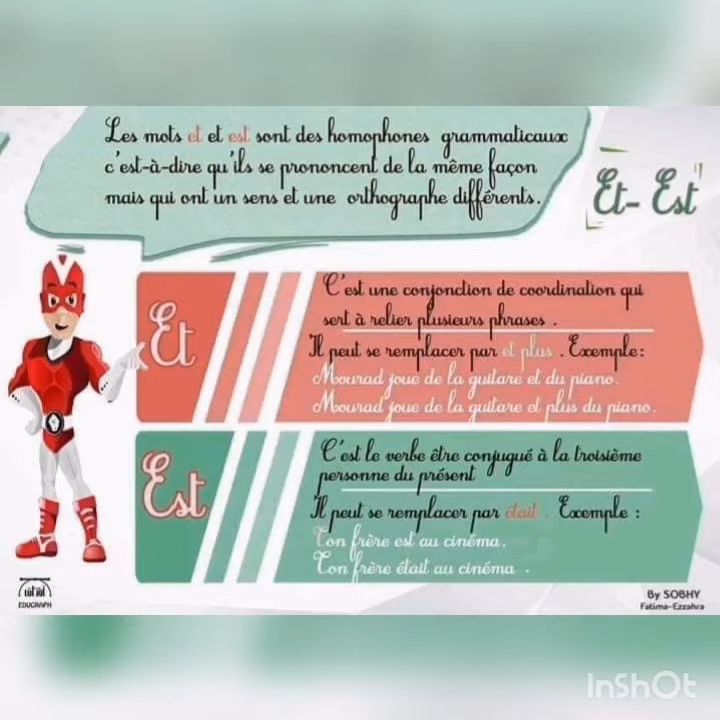 Les mots et et est sont des homophones grammaticaux
c'est-à-dire qu'ils se prononcent de la même façon
mais qui ont un sens et une orthographe différents.
Et- Est
Et
C'est une conjonction de coordination qui
sert à relier plusieurs phrases .
Il peut se remplacer par et plus . Exemple:
Mourad joue de la guitare et du piano.
Mourad joue de la guitare et plus du piano.
Est
C'est le verbe être conjugué à la troisième
personne du présent
Il peut se remplacer par était . Exemple :
Ton frère est au cinéma.
Ton frère était au cinéma .
EDUGRAPH
By SOBHY
Fatima-Ezzahra
InShOt